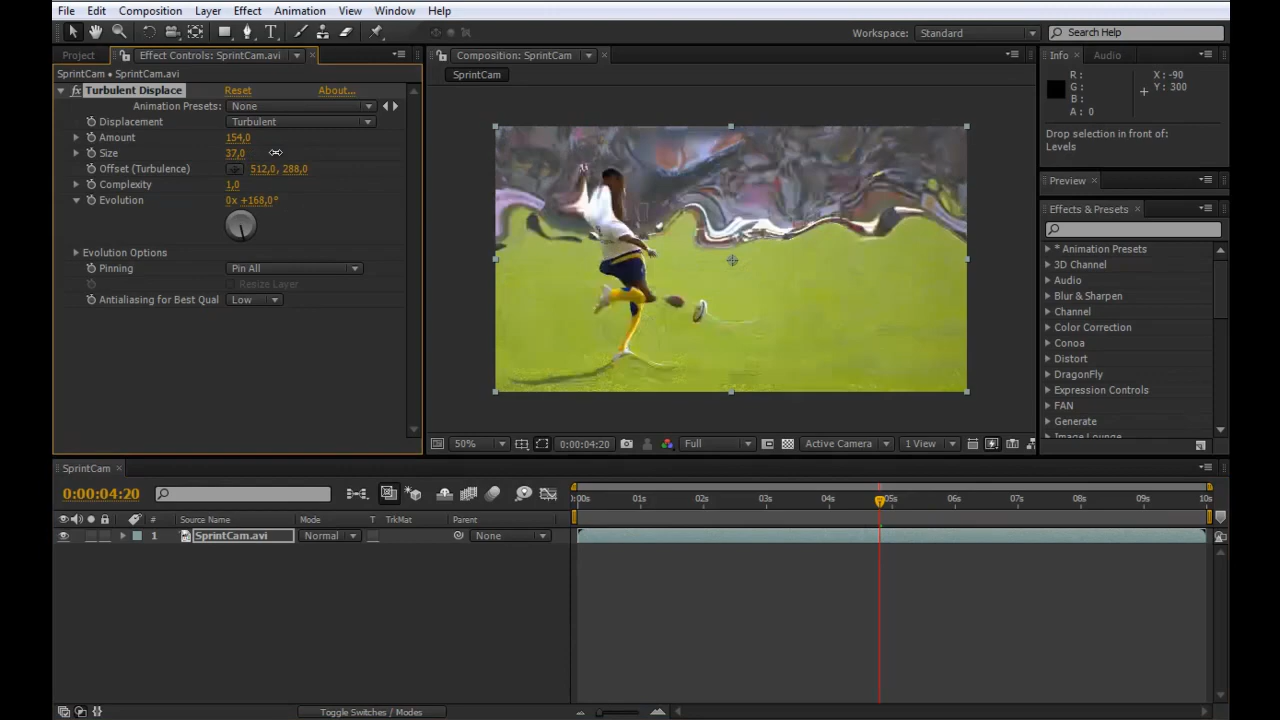 File Edit Composition Layer Effect Animation View Window Help
Workspace: Standard Search Help
Project Effect Controls: SprintCam.avi
SprintCam • SprintCam.avi
fx Turbulent Displace Reset About...
Animation Presets: None
Displacement Turbulent
Amount 154,0
Size 37,0
Offset (Turbulence) 512,0, 288,0
Complexity 1,0
Evolution 0x +168,0°
Evolution Options
Pinning Pin All
Resize Layer
Antialiasing for Best Qual Low
Composition: SprintCam
SprintCam
50% 0:00:04:20 Full Active Camera 1 View
Info Audio
R: X: -90
G: Y: 300
B:
A: 0
Drop selection in front of:
Levels
Preview
Effects & Presets
* Animation Presets
3D Channel
Audio
Blur & Sharpen
Channel
Color Correction
Conoa
Distort
DragonFly
Expression Controls
FAN
Generate
Image Lounge
SprintCam
0:00:04:20
0:00s 01s 02s 03s 04s 05s 06s 07s 08s 09s 10s
# Source Name Mode T TrkMat Parent
1 SprintCam.avi Normal None
Toggle Switches / Modes